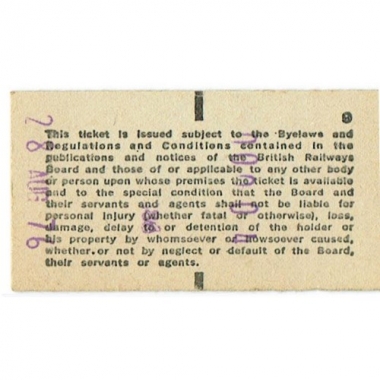 9
This ticket is issued subject to the Byelaws and
Regulations and Conditions contained in the
publications and notices of the British Railways
Board and those of or applicable to any other body
or person upon whose premises the ticket is available
and to the special condition that the Board and
their servants and agents shall not be liable for
personal injury (whether fatal or otherwise), loss,
damage, delay to or detention of the holder or
his property by whomsoever or howsoever caused,
whether or not by neglect or default of the Board,
their servants or agents.
28 AUG 76